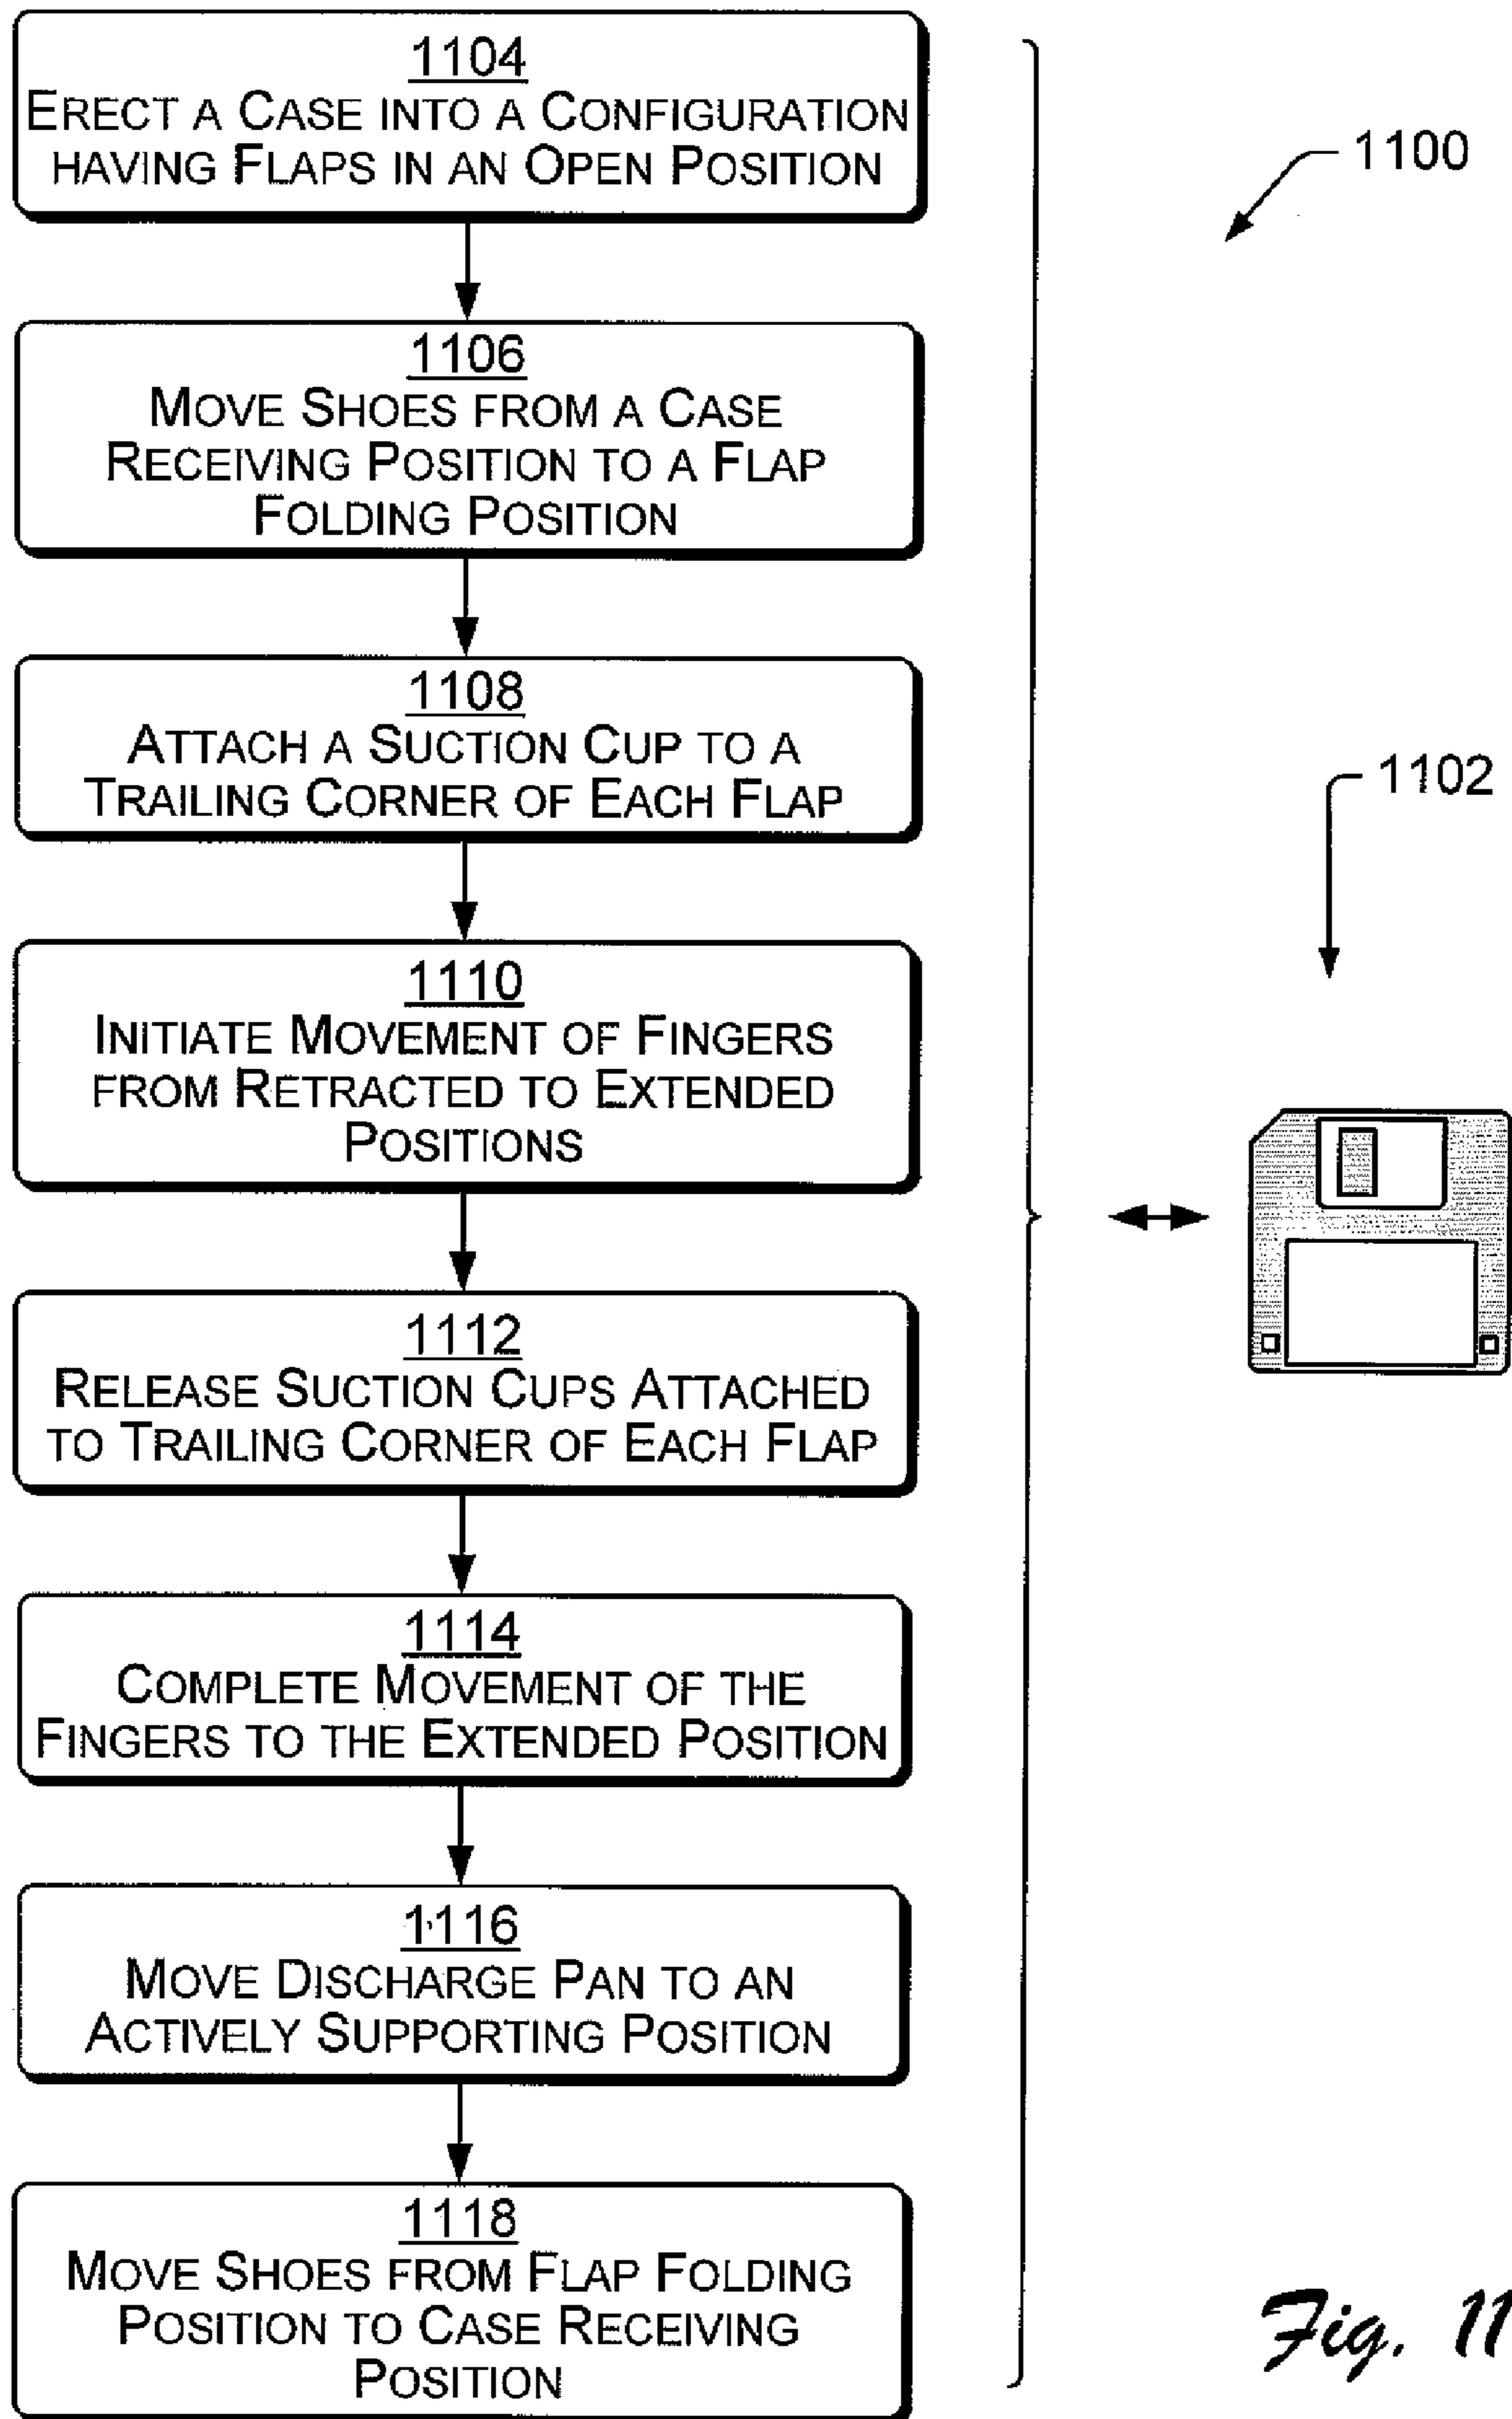 1104
ERECT A CASE INTO A CONFIGURATION
HAVING FLAPS IN AN OPEN POSITION
1100
1106
MOVE SHOES FROM A CASE
RECEIVING POSITION TO A FLAP
FOLDING POSITION
1108
ATTACH A SUCTION CUP TO A
TRAILING CORNER OF EACH FLAP
1102
1110
INITIATE MOVEMENT OF FINGERS
FROM RETRACTED TO EXTENDED
POSITIONS
1112
RELEASE SUCTION CUPS ATTACHED
TO TRAILING CORNER OF EACH FLAP
1114
COMPLETE MOVEMENT OF THE
FINGERS TO THE EXTENDED POSITION
1116
MOVE DISCHARGE PAN TO AN
ACTIVELY SUPPORTING POSITION
1118
MOVE SHOES FROM FLAP FOLDING
POSITION TO CASE RECEIVING
POSITION
Fig. 11